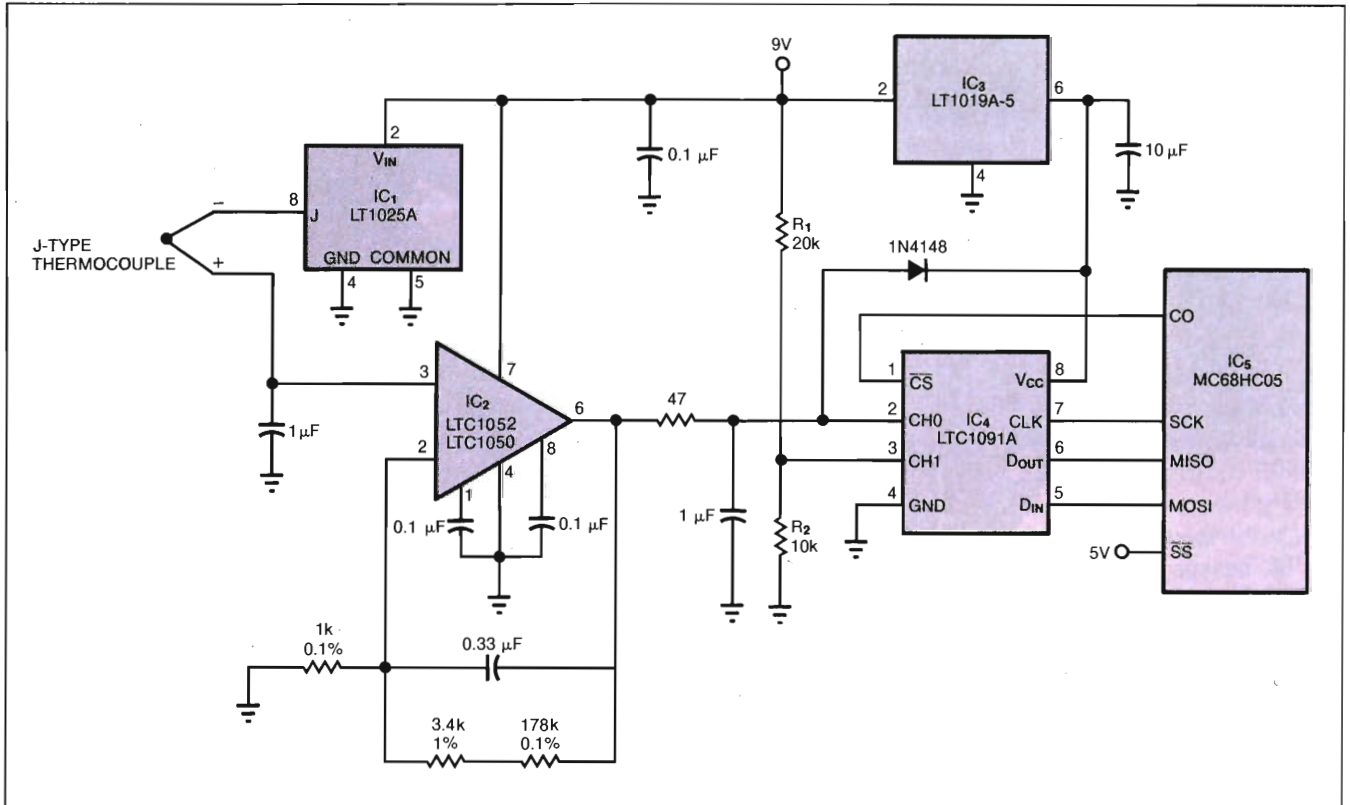 9V
2
IC3
LT1019A-5
6
4
10 µF
0.1 µF
2
VIN
IC1
LT1025A
8
J
GND COMMON
4
5
−
+
J-TYPE
THERMOCOUPLE
R1
20k
1N4148
CO
IC5
MC68HC05
SCK
MISO
MOSI
5V
SS
1
CS
VCC
8
2
CH0
IC4
LTC1091A
CLK
7
3
CH1
DOUT
6
4
GND
DIN
5
3
7
IC2
LTC1052
LTC1050
6
2
8
4
1
0.1 µF
0.1 µF
1µF
47
1 µF
R2
10k
1k
0.1%
0.33 µF
3.4k
1%
178k
0.1%